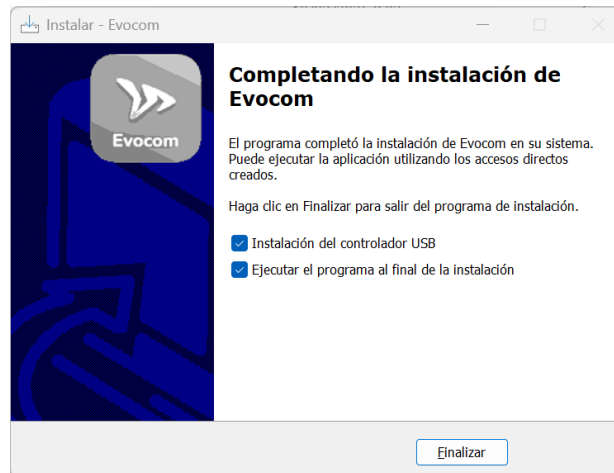 Instalar - Evocom
Evocom
Completando la instalación de
Evocom
El programa completó la instalación de Evocom en su sistema.
Puede ejecutar la aplicación utilizando los accesos directos
creados.
Haga clic en Finalizar para salir del programa de instalación.
Instalación del controlador USB
Ejecutar el programa al final de la instalación
Finalizar